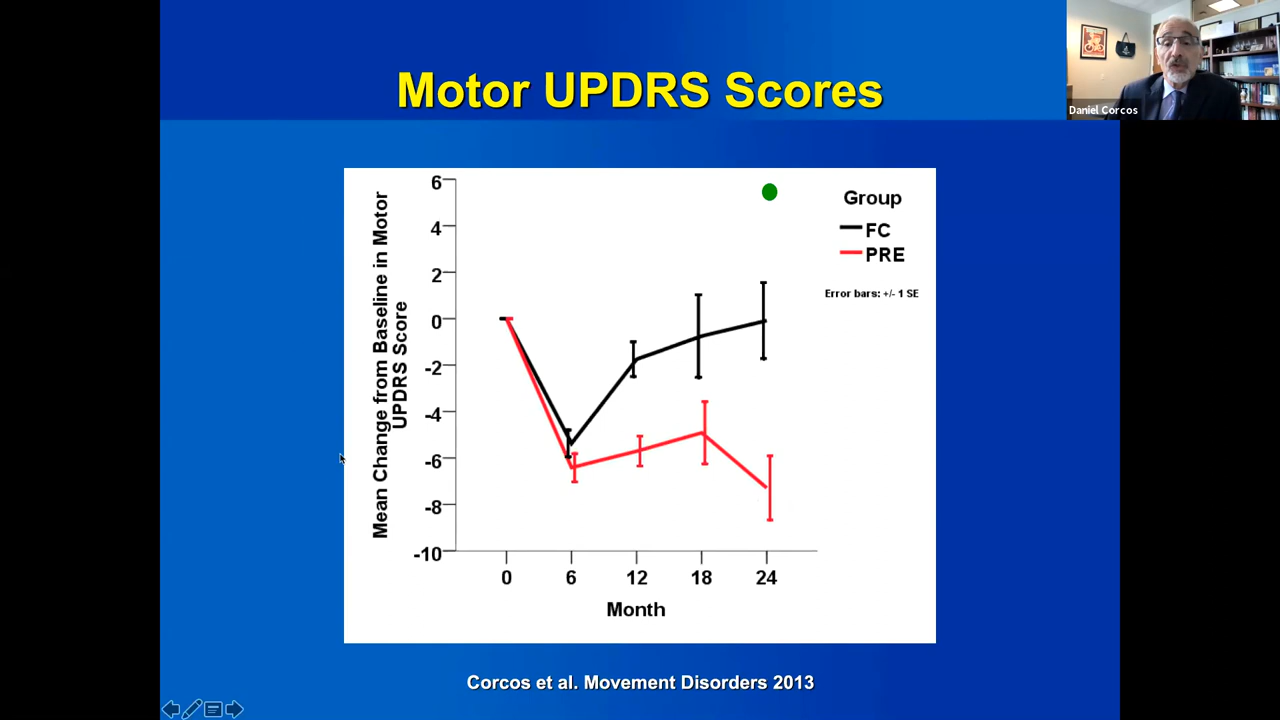 Motor UPDRS Scores
Daniel Corcos
Mean Change from Baseline in Motor
UPDRS Score
6
4
2
0
-2
-4
-6
-8
-10
0 6 12 18 24
Month
Group
FC
PRE
Error bars: +/- 1 SE
Corcos et al. Movement Disorders 2013